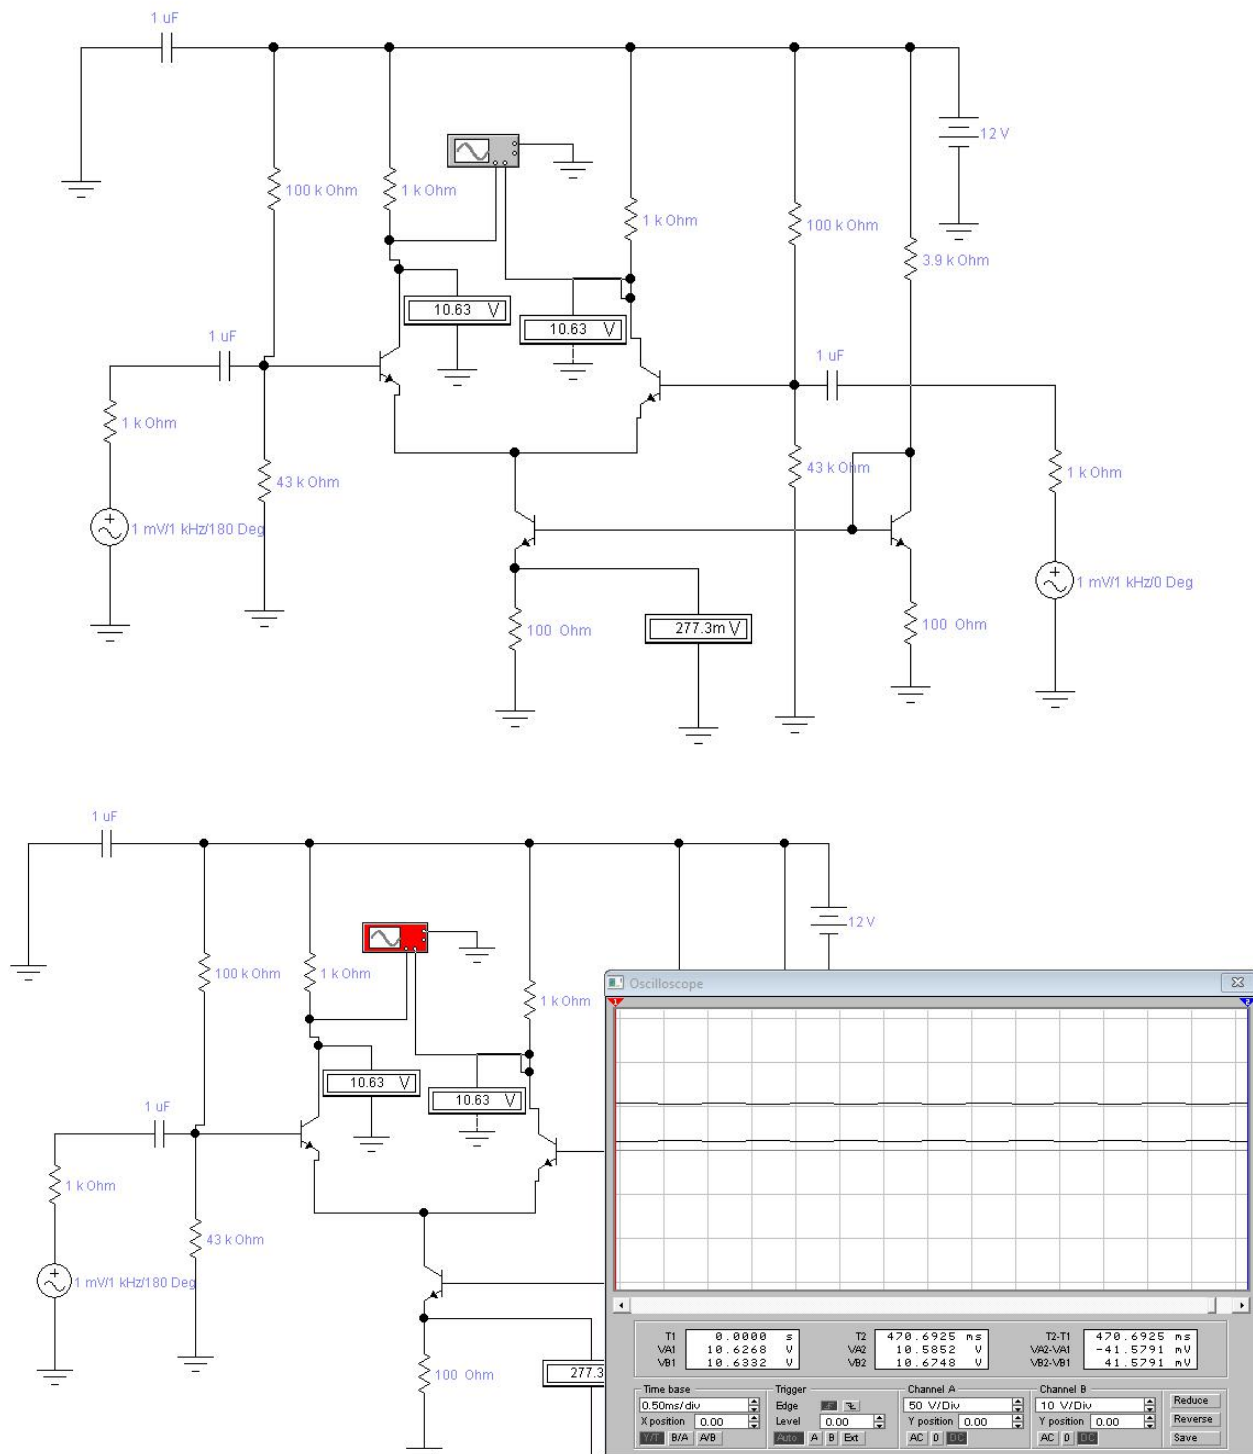 1 uF
12 V
100 k Ohm
1 k Ohm
1 k Ohm
100 k Ohm
3.9 k Ohm
10.63 V
10.63 V
1 uF
1 uF
1 k Ohm
43 k Ohm
43 k Ohm
1 k Ohm
1 mV/1 kHz/180 Deg
1 mV/1 kHz/0 Deg
100 Ohm
277.3m V
100 Ohm
1 uF
12 V
100 k Ohm
1 k Ohm
1 k Ohm
10.63 V
10.63 V
1 uF
1 k Ohm
43 k Ohm
1 mV/1 kHz/180 Deg
100 Ohm
277.3
Oscilloscope
1
2
T1 0.0000 s
VA1 10.6268 V
VB1 10.6332 V
T2 470.6925 ms
VA2 10.5852 V
VB2 10.6748 V
T2-T1 470.6925 ms
VA2-VA1 -41.5791 mV
VB2-VB1 41.5791 mV
Time base
0.50ms/div
X position 0.00
Y/T B/A A/B
Trigger
Edge
Level 0.00
Auto A B Ext
Channel A
50 V/Div
Y position 0.00
AC 0 DC
Channel B
10 V/Div
Y position 0.00
AC 0 DC
Reduce
Reverse
Save